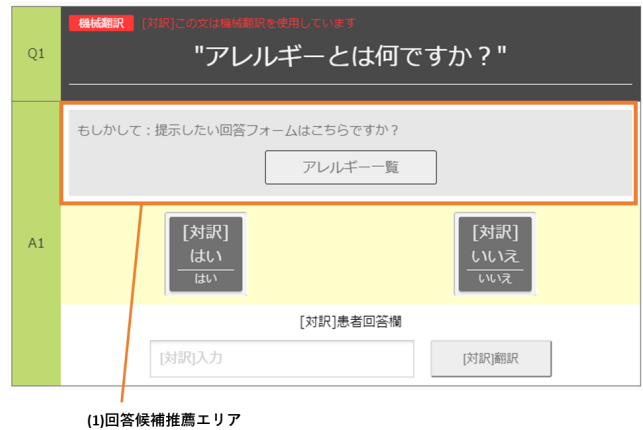 機械翻訳 [対訳]この文は機械翻訳を使用しています
Q1
"アレルギーとは何ですか？"
もしかして：提示したい回答フォームはこちらですか？
アレルギー一覧
A1
[対訳]
はい
はい
[対訳]
いいえ
いいえ
[対訳]患者回答欄
[対訳]入力
[対訳]翻訳
(1)回答候補推薦エリア